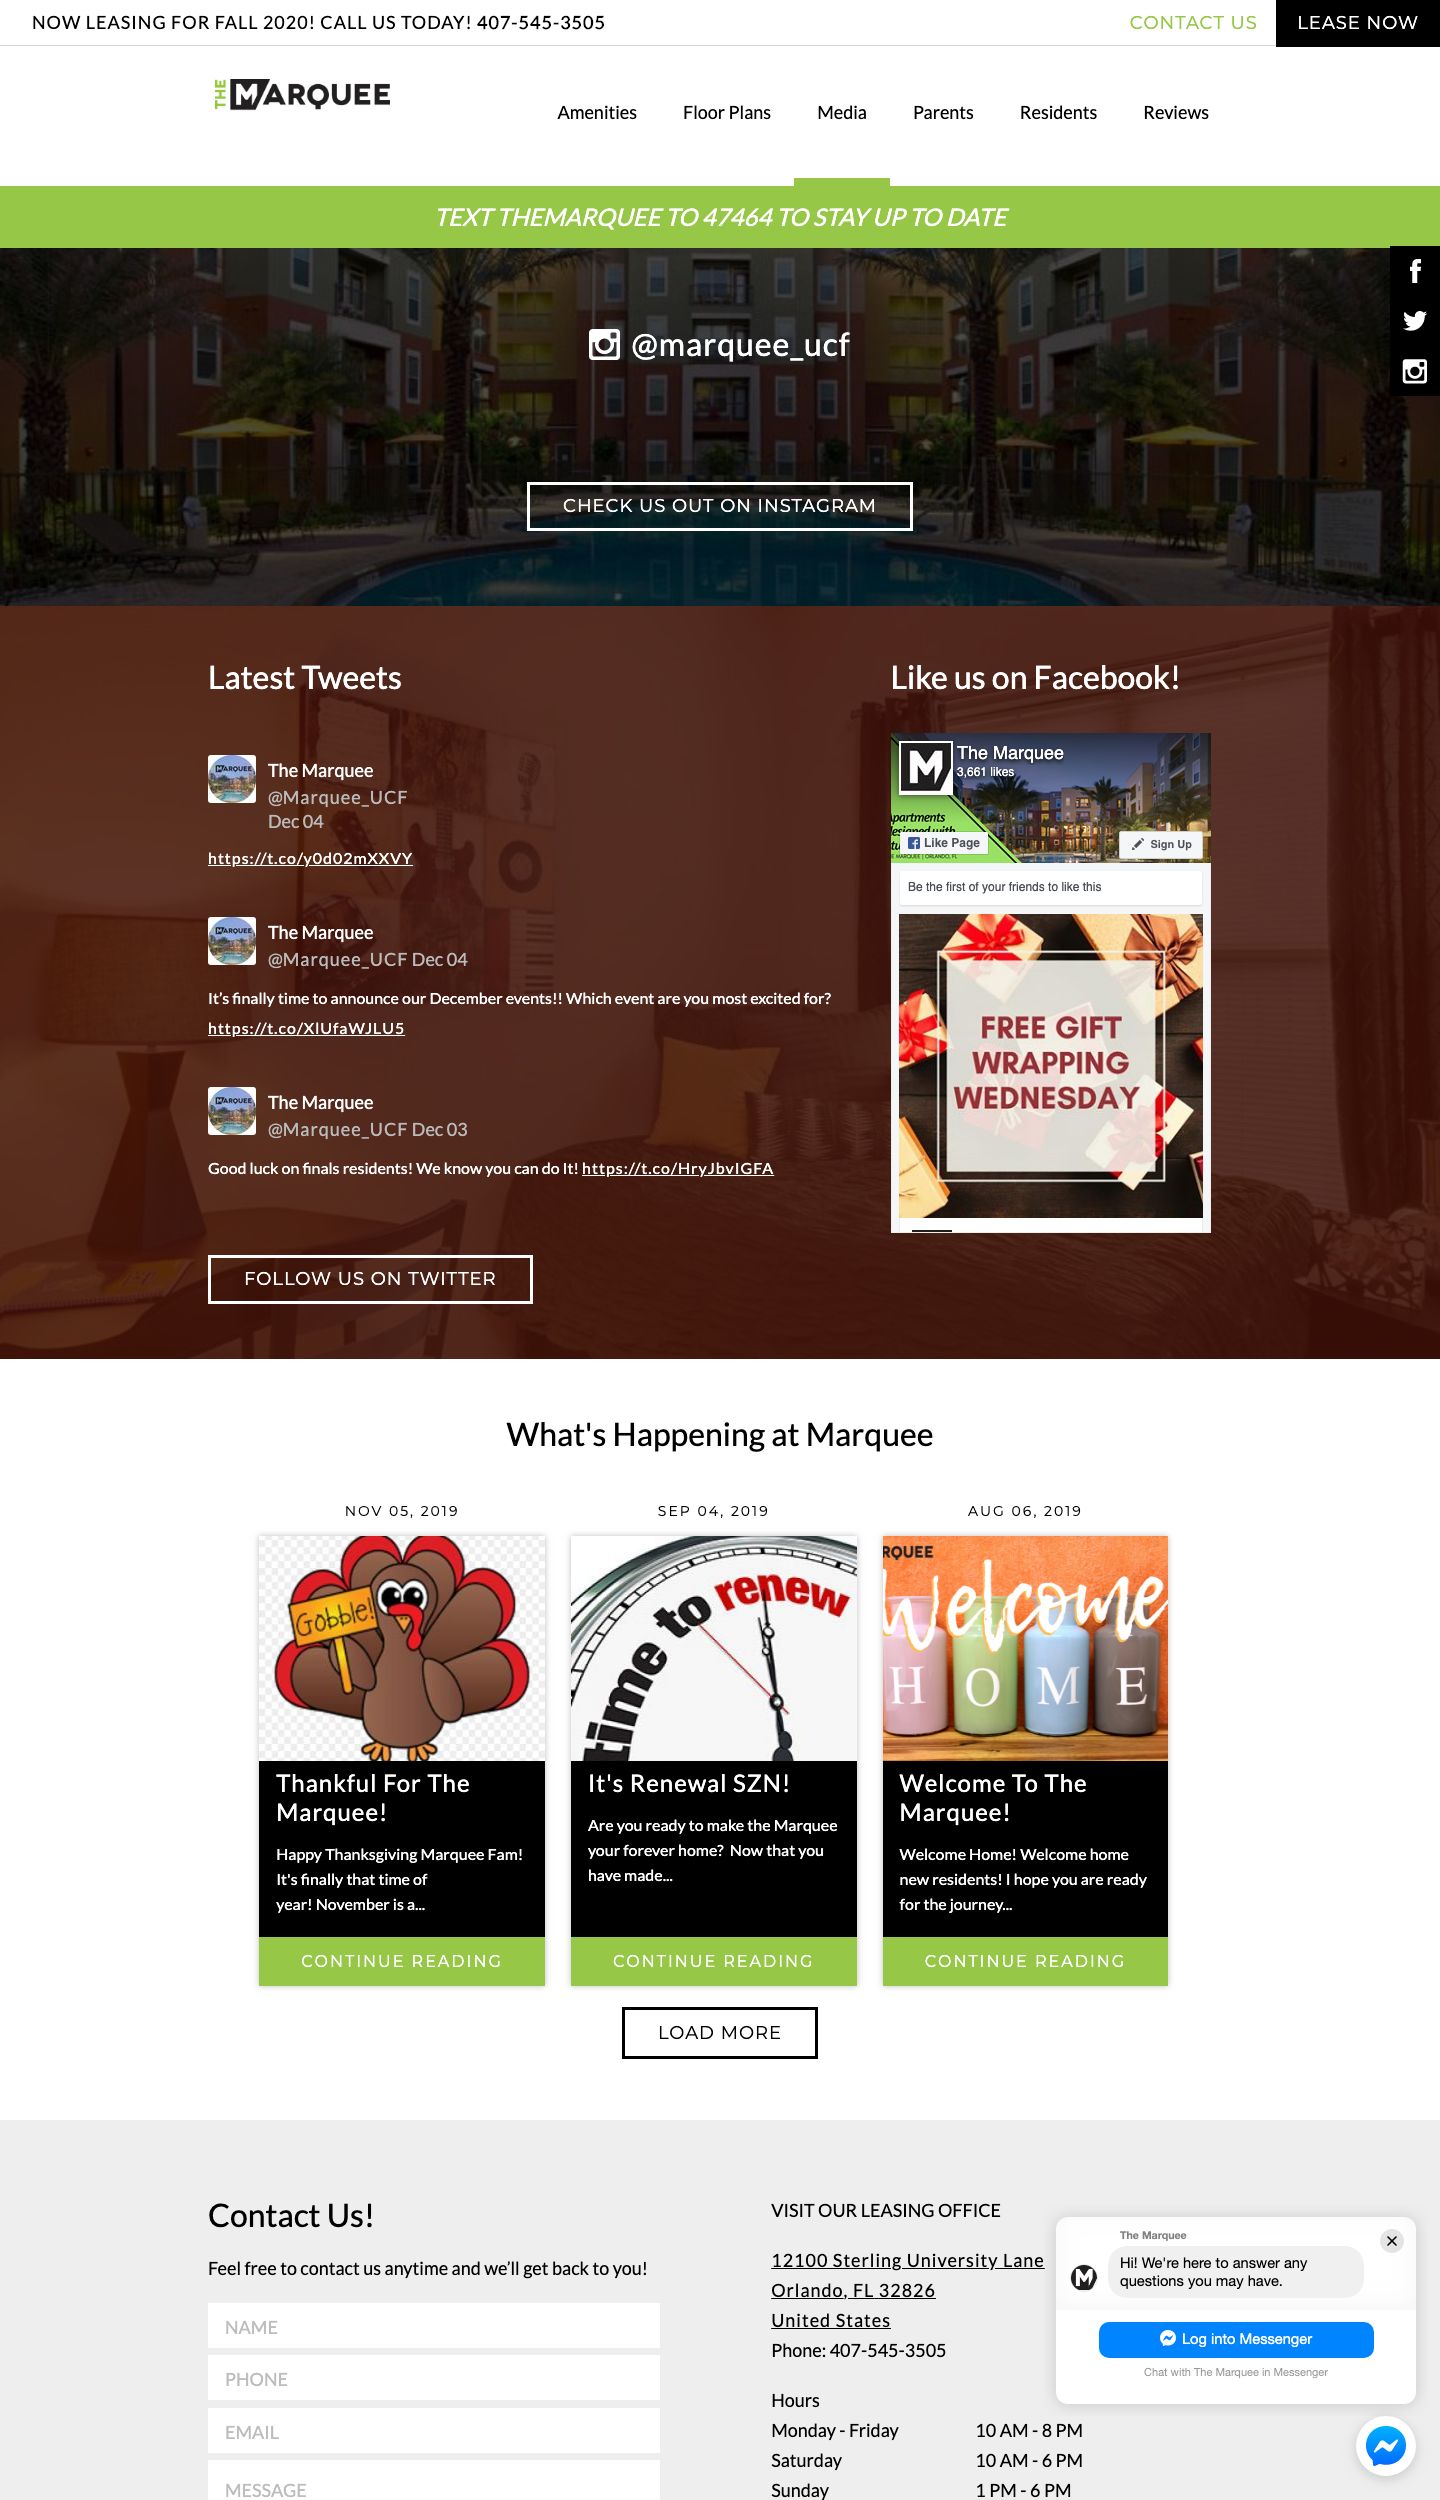 NOW LEASING FOR FALL 2020! CALL US TODAY! 407-545-3505
CONTACT US
LEASE NOW
THE MARQUEE
Amenities
Floor Plans
Media
Parents
Residents
Reviews
TEXT THEMARQUEE TO 47464 TO STAY UP TO DATE
@marquee_ucf
CHECK US OUT ON INSTAGRAM
Latest Tweets
The Marquee
@Marquee_UCF
Dec 04
https://t.co/y0d02mXXVY
The Marquee
@Marquee_UCF Dec 04
It's finally time to announce our December events!! Which event are you most excited for?
https://t.co/XlUfaWJLU5
The Marquee
@Marquee_UCF Dec 03
Good luck on finals residents! We know you can do It! https://t.co/HryJbvIGFA
FOLLOW US ON TWITTER
Like us on Facebook!
M
The Marquee
3,661 likes
Like Page
Sign Up
Be the first of your friends to like this
FREE GIFT
WRAPPING
WEDNESDAY
What's Happening at Marquee
NOV 05, 2019
Gobble!
Thankful For The
Marquee!
Happy Thanksgiving Marquee Fam!
It's finally that time of
year! November is a...
CONTINUE READING
SEP 04, 2019
time to renew
It's Renewal SZN!
Are you ready to make the Marquee
your forever home?  Now that you
have made...
CONTINUE READING
AUG 06, 2019
RQUEE
Welcome
HOME
Welcome To The
Marquee!
Welcome Home! Welcome home
new residents! I hope you are ready
for the journey...
CONTINUE READING
LOAD MORE
Contact Us!
Feel free to contact us anytime and we'll get back to you!
NAME
PHONE
EMAIL
MESSAGE
VISIT OUR LEASING OFFICE
12100 Sterling University Lane
Orlando, FL 32826
United States
Phone: 407-545-3505
Hours
Monday - Friday 10 AM - 8 PM
Saturday 10 AM - 6 PM
Sunday 1 PM - 6 PM
The Marquee
Hi! We're here to answer any
questions you may have.
Log into Messenger
Chat with The Marquee in Messenger